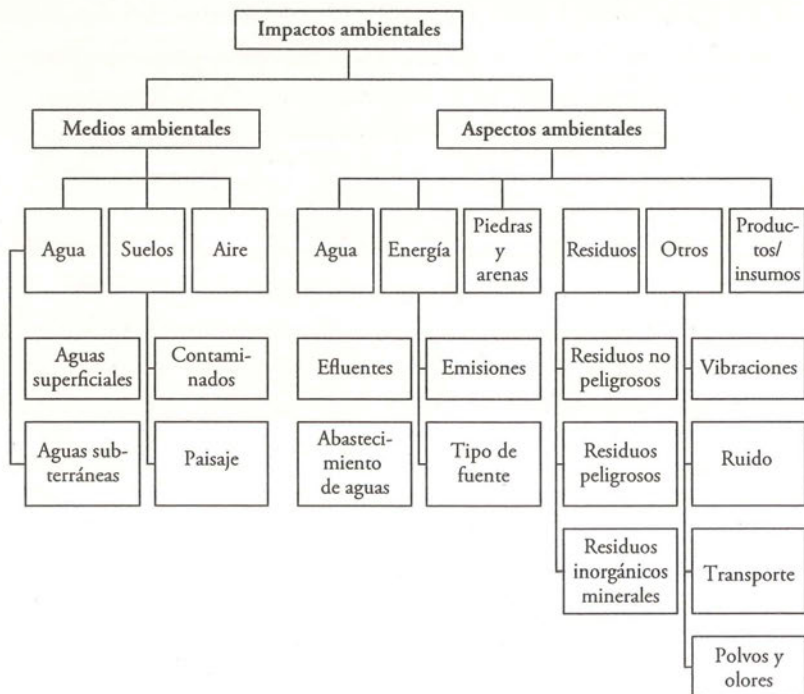 Impactos ambientales
Medios ambientales
Aspectos ambientales
Agua
Suelos
Aire
Agua
Energía
Piedras
y
arenas
Residuos
Otros
Produc-
tos/
insumos
Aguas
superficiales
Contami-
nados
Efluentes
Emisiones
Residuos no
peligrosos
Vibraciones
Aguas sub-
terráneas
Paisaje
Abasteci-
miento
de aguas
Tipo de
fuente
Residuos
peligrosos
Ruido
Residuos
inorgánicos
minerales
Transporte
Polvos y
olores